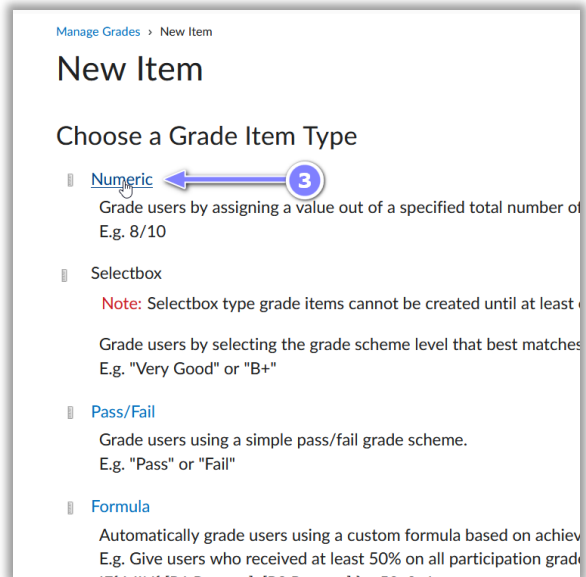 Manage Grades › New Item
New Item
Choose a Grade Item Type
Numeric
3
Grade users by assigning a value out of a specified total number of
E.g. 8/10
Selectbox
Note: Selectbox type grade items cannot be created until at least
Grade users by selecting the grade scheme level that best matches
E.g. "Very Good" or "B+"
Pass/Fail
Grade users using a simple pass/fail grade scheme.
E.g. "Pass" or "Fail"
Formula
Automatically grade users using a custom formula based on achiev
E.g. Give users who received at least 50% on all participation grad